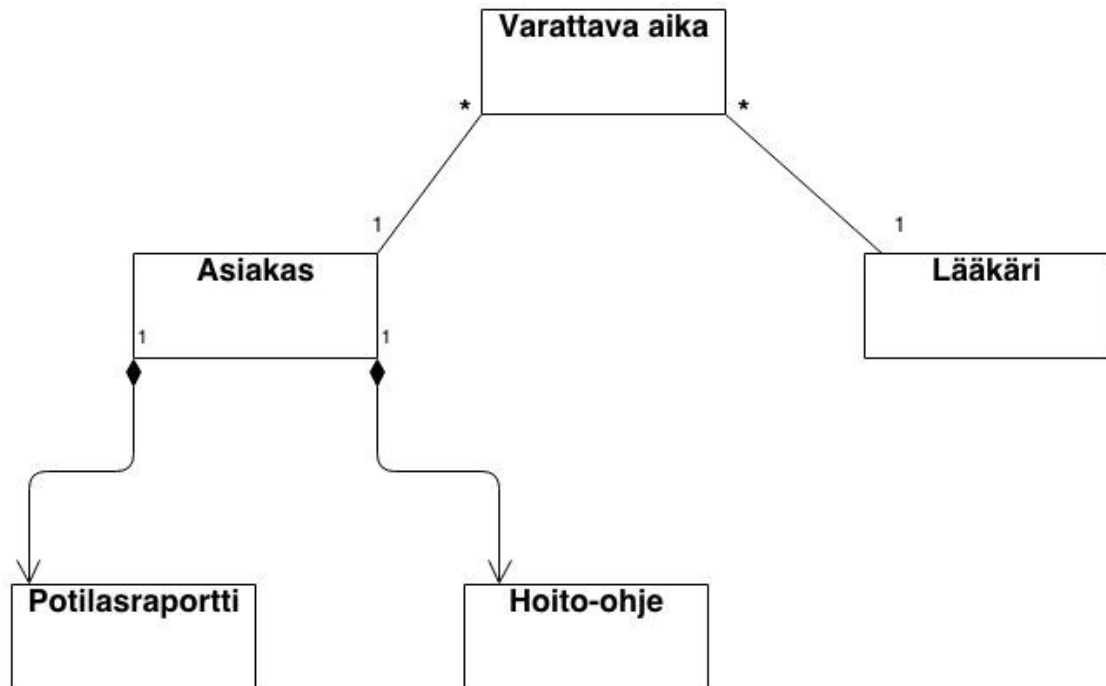 Varattava aika
*
*
1
1
Asiakas
Lääkäri
1
1
Potilasraportti
Hoito-ohje